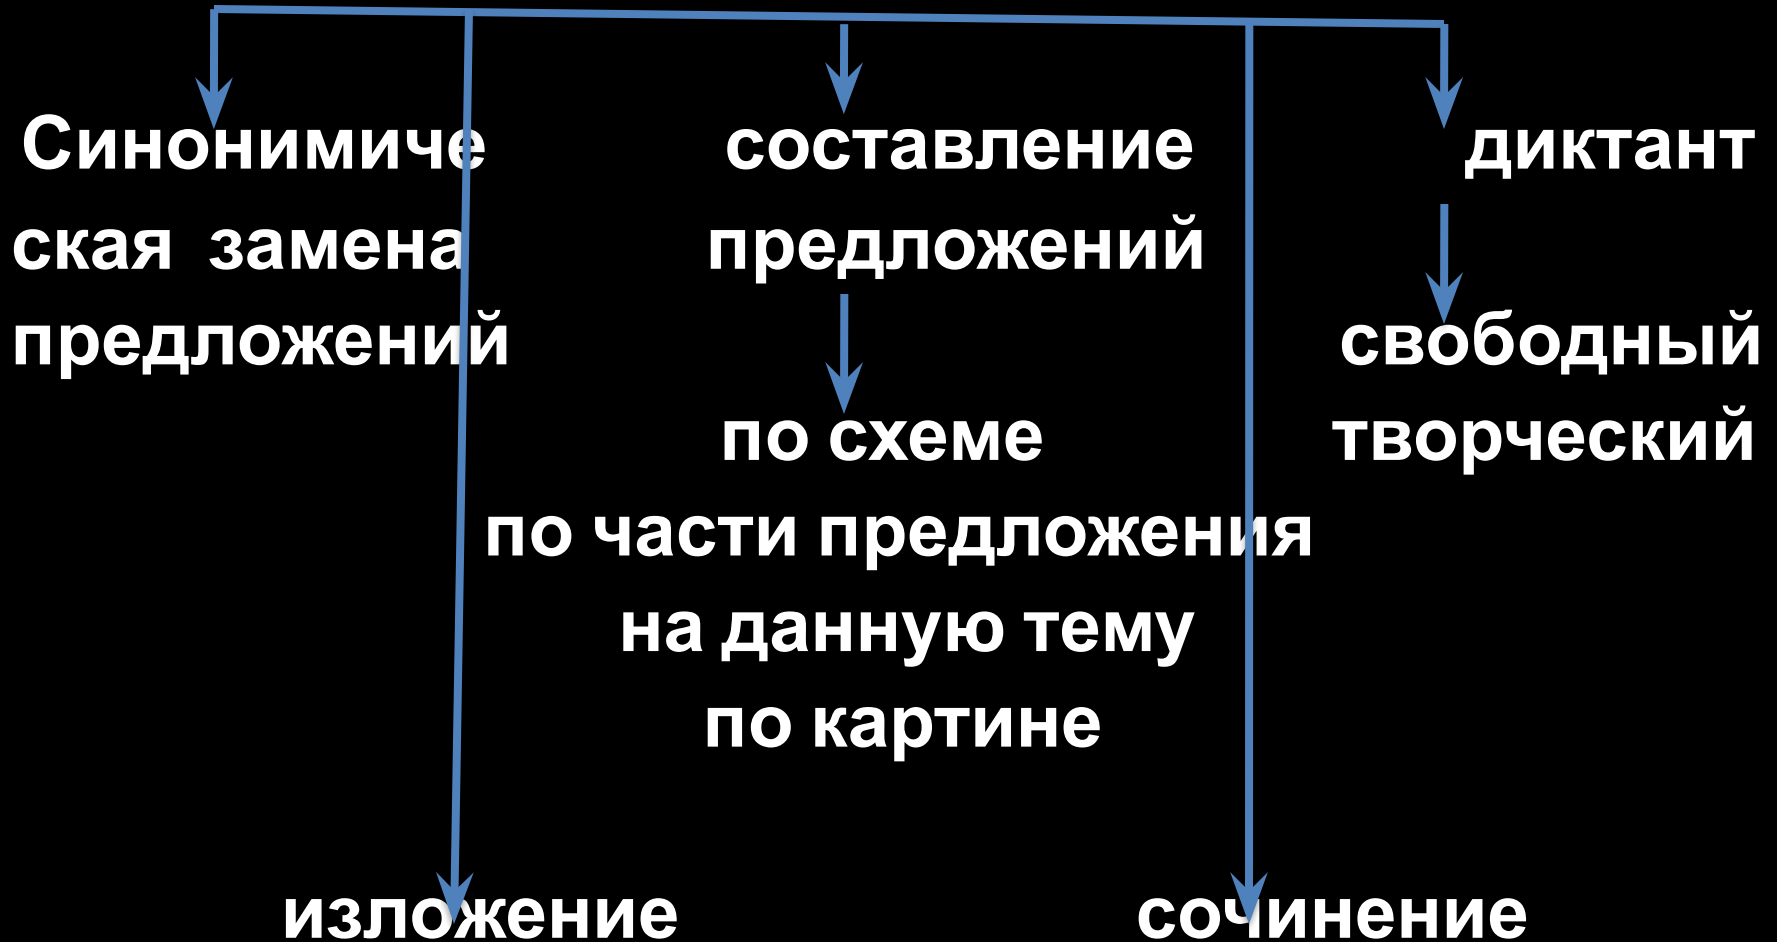 Синонимиче составление диктант
ская замена предложений
предложений свободный
по схеме творческий
по части предложения
на данную тему
по картине
изложение сочинение